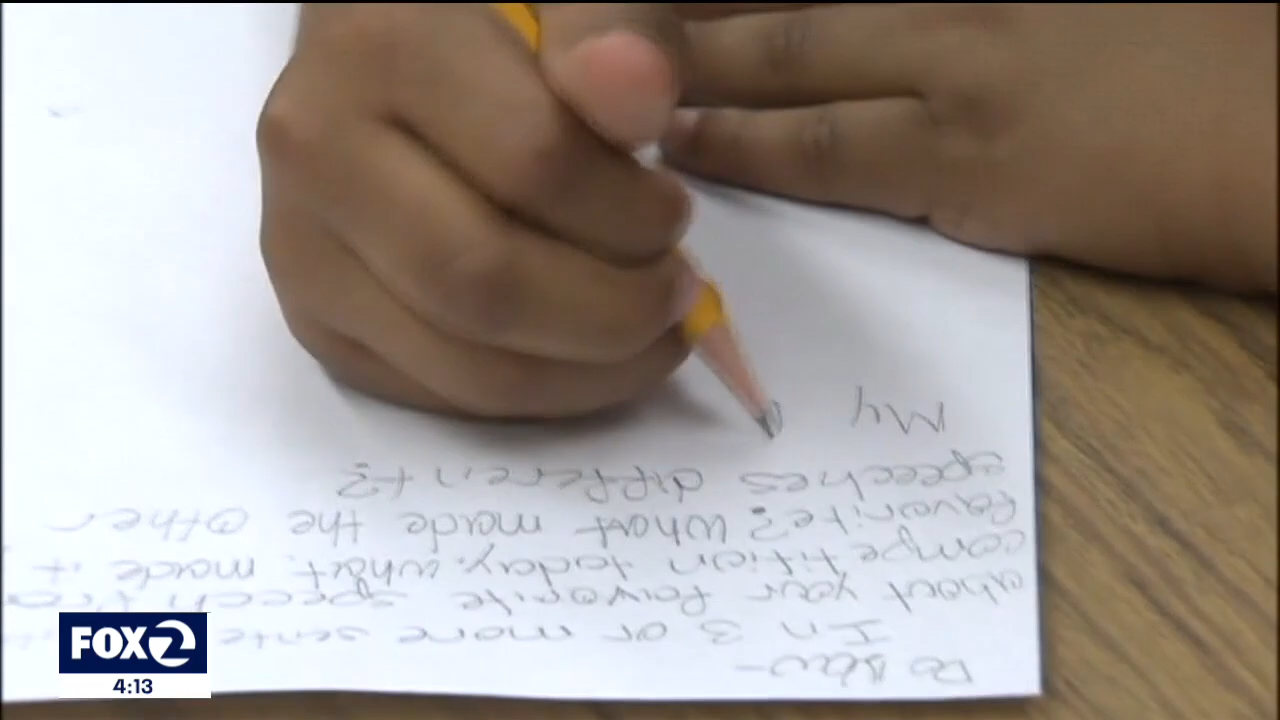 Do Now -
In 3 or more
about your favorite speech
competition today. What made it
favorite? What made the other
speeches different?
My
FOX 2
4:13